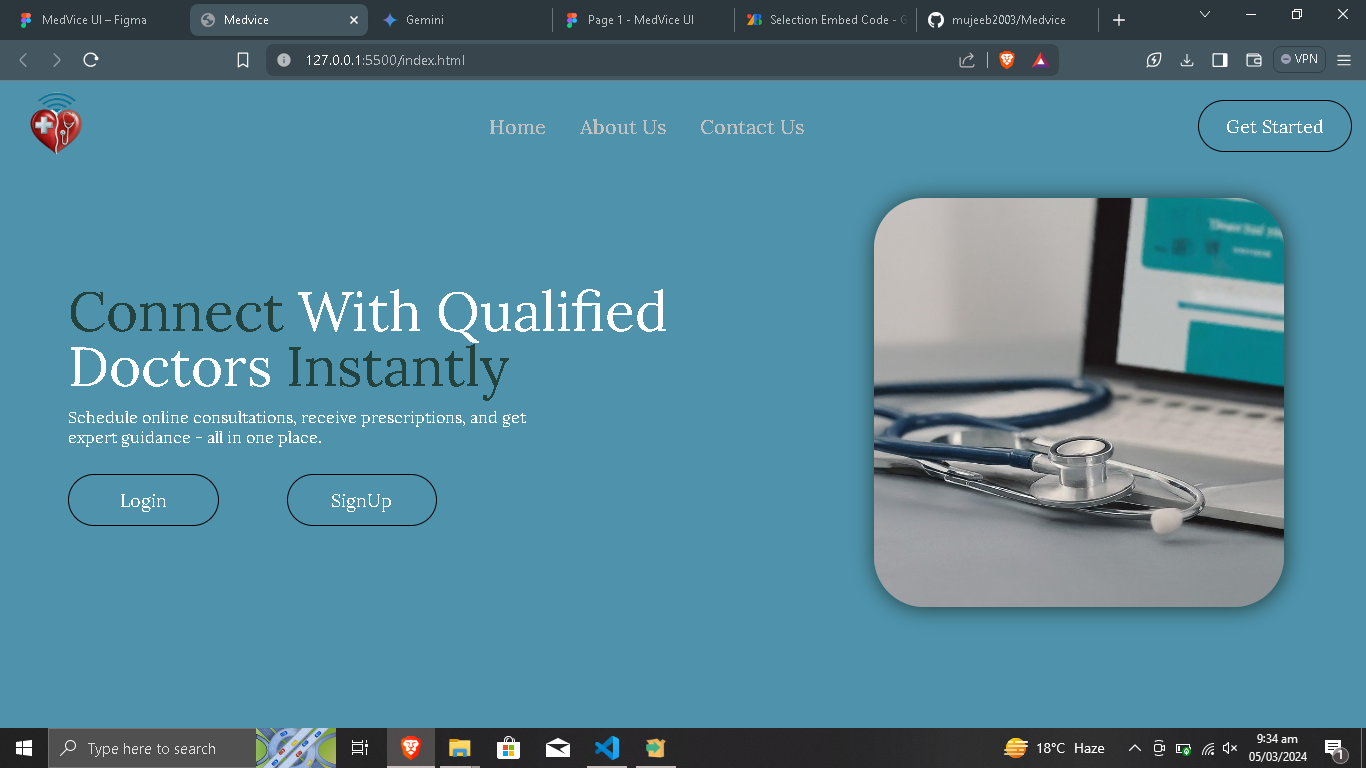 MedVice UI – Figma
Medvice
Gemini
Page 1 - MedVice UI
Selection Embed Code - G
mujeeb2003/Medvice
127.0.0.1:5500/index.html
VPN
Home
About Us
Contact Us
Get Started
Connect With Qualified
Doctors Instantly
Schedule online consultations, receive prescriptions, and get
expert guidance - all in one place.
Login
SignUp
Type here to search
18°C Haze
9:34 am
05/03/2024
1